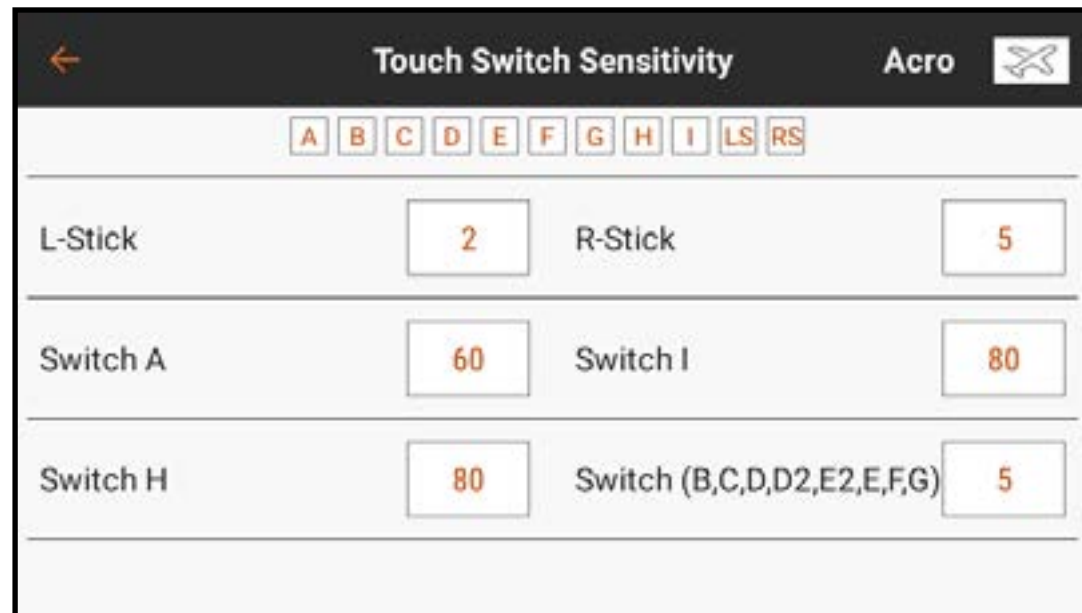 Touch Switch Sensitivity Acro
A B C D E F G H I LS RS
L-Stick 2 R-Stick 5
Switch A 60 Switch I 80
Switch H 80 Switch (B,C,D,D2,E2,E,F,G) 5